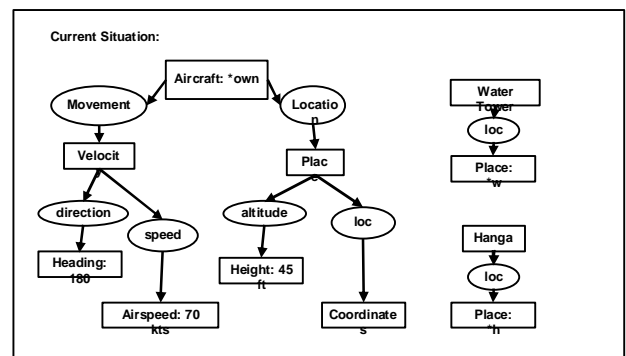 Current Situation:
Aircraft: *own
Movement
Locatio
n
Water
Tower
loc
Place:
*w
Velocit
y
Plac
e
direction
speed
altitude
loc
Heading:
180
Height: 45
ft
Airspeed: 70
kts
Coordinate
s
Hanga
loc
Place:
*h